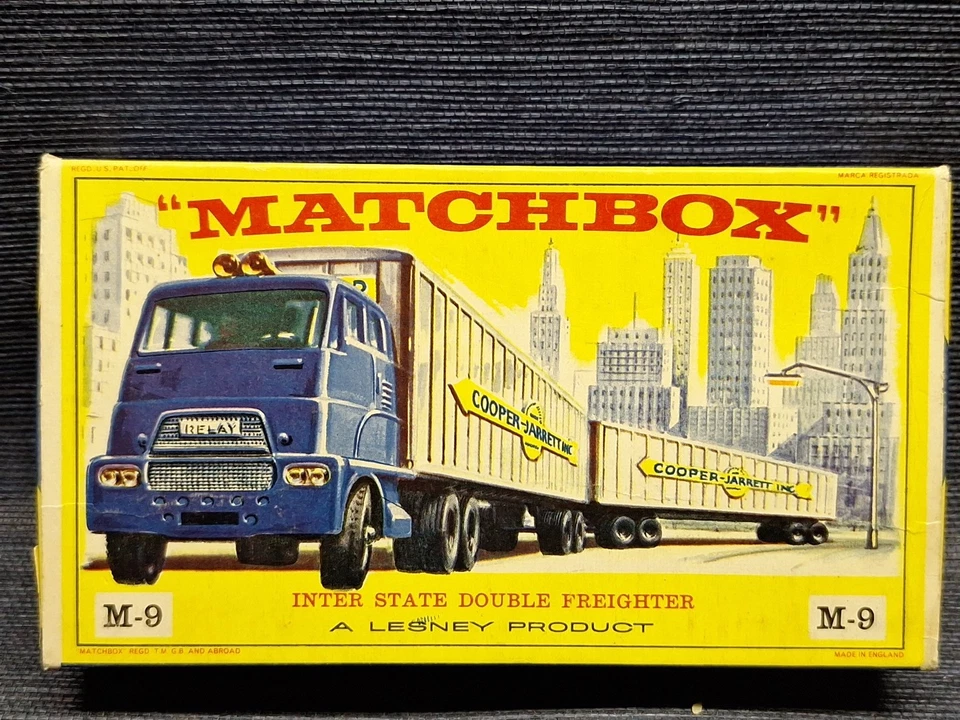 REGD. U.S. PAT. OFF
MARCA REGISTRADA
"MATCHBOX"
R
RELAY
COOPER-JARRETT INC
COOPER-JARRETT INC
M-9
INTER STATE DOUBLE FREIGHTER
M-9
A LESNEY PRODUCT
MATCHBOX REGD T.M. G.B. AND ABROAD
MADE IN ENGLAND